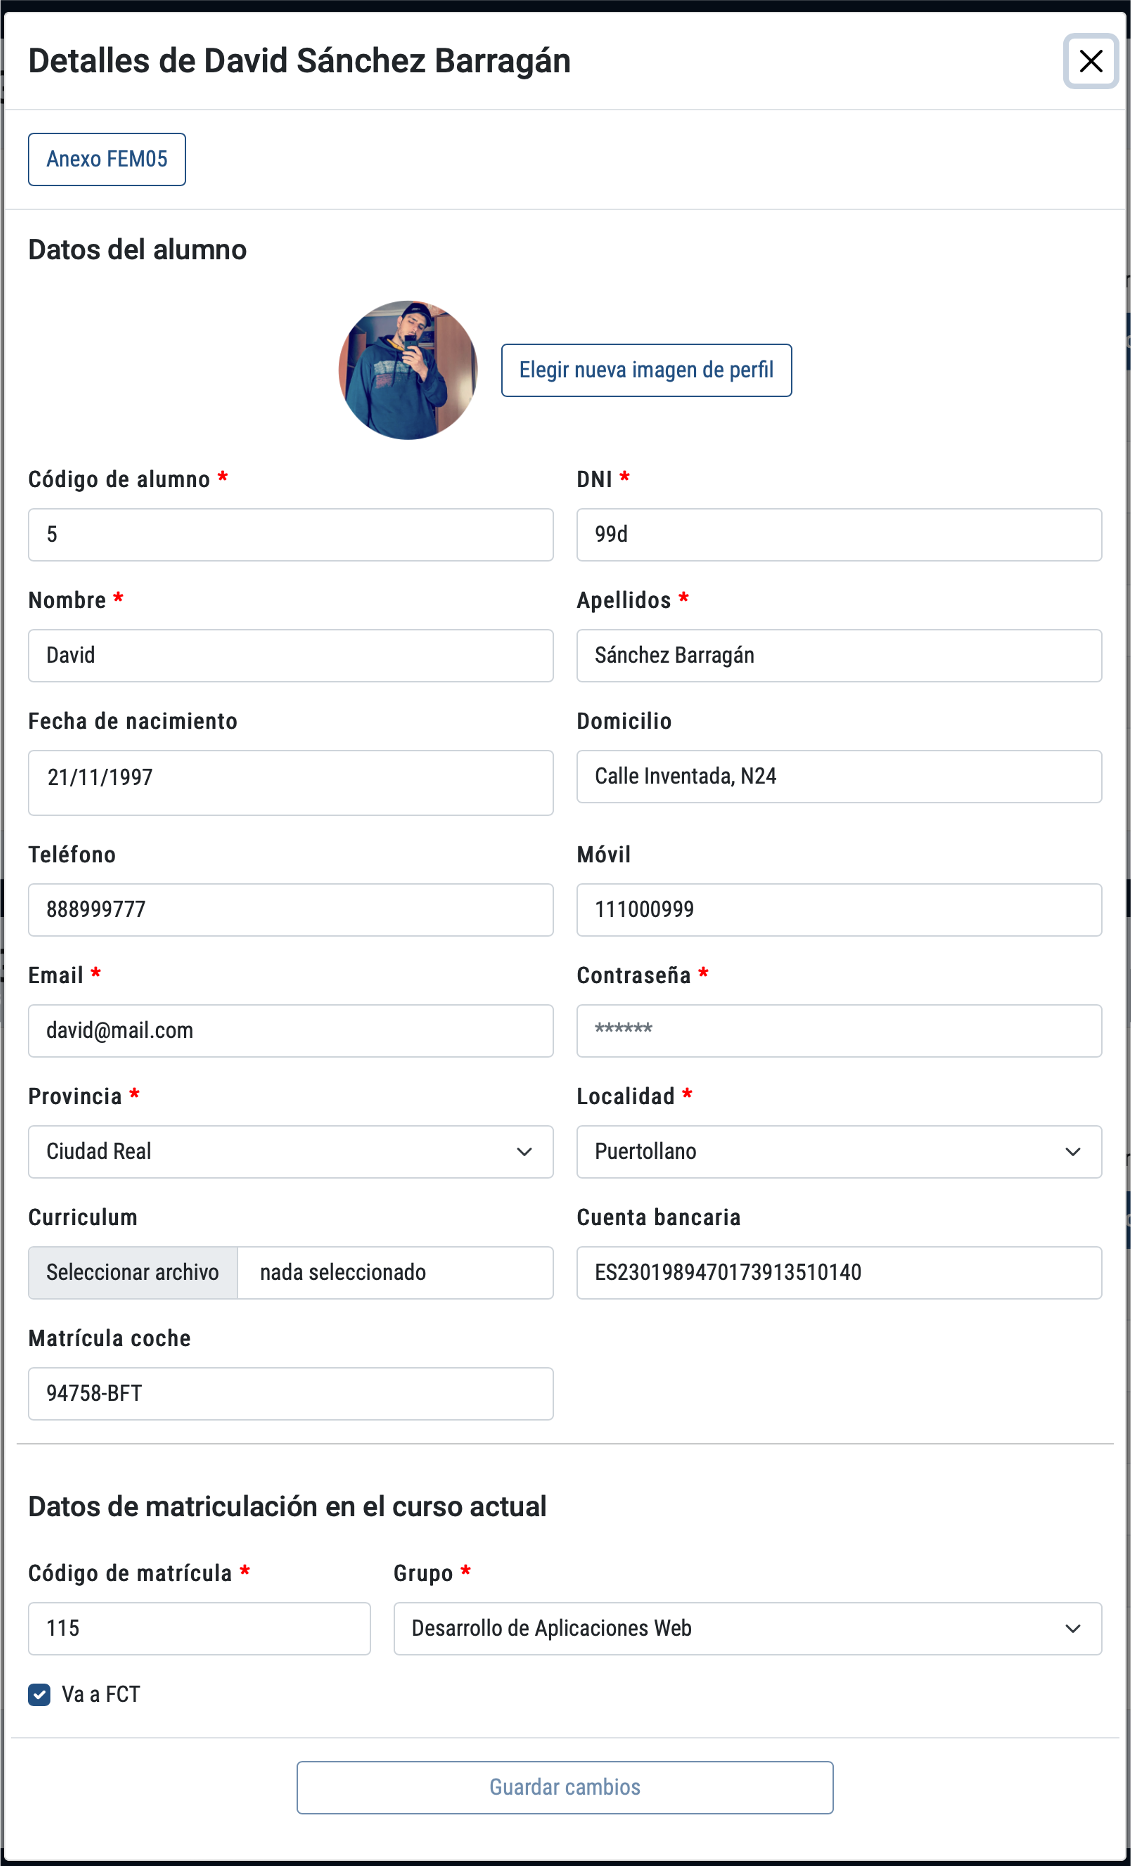 Detalles de David Sánchez Barragán
Anexo FEM05
Datos del alumno
Elegir nueva imagen de perfil
Código de alumno * DNI *
5 99d
Nombre * Apellidos *
David Sánchez Barragán
Fecha de nacimiento Domicilio
21/11/1997 Calle Inventada, N24
Teléfono Móvil
888999777 111000999
Email * Contraseña *
david@mail.com ******
Provincia * Localidad *
Ciudad Real Puertollano
Curriculum Cuenta bancaria
Seleccionar archivo nada seleccionado ES2301989470173913510140
Matrícula coche
94758-BFT
Datos de matriculación en el curso actual
Código de matrícula * Grupo *
115 Desarrollo de Aplicaciones Web
Va a FCT
Guardar cambios